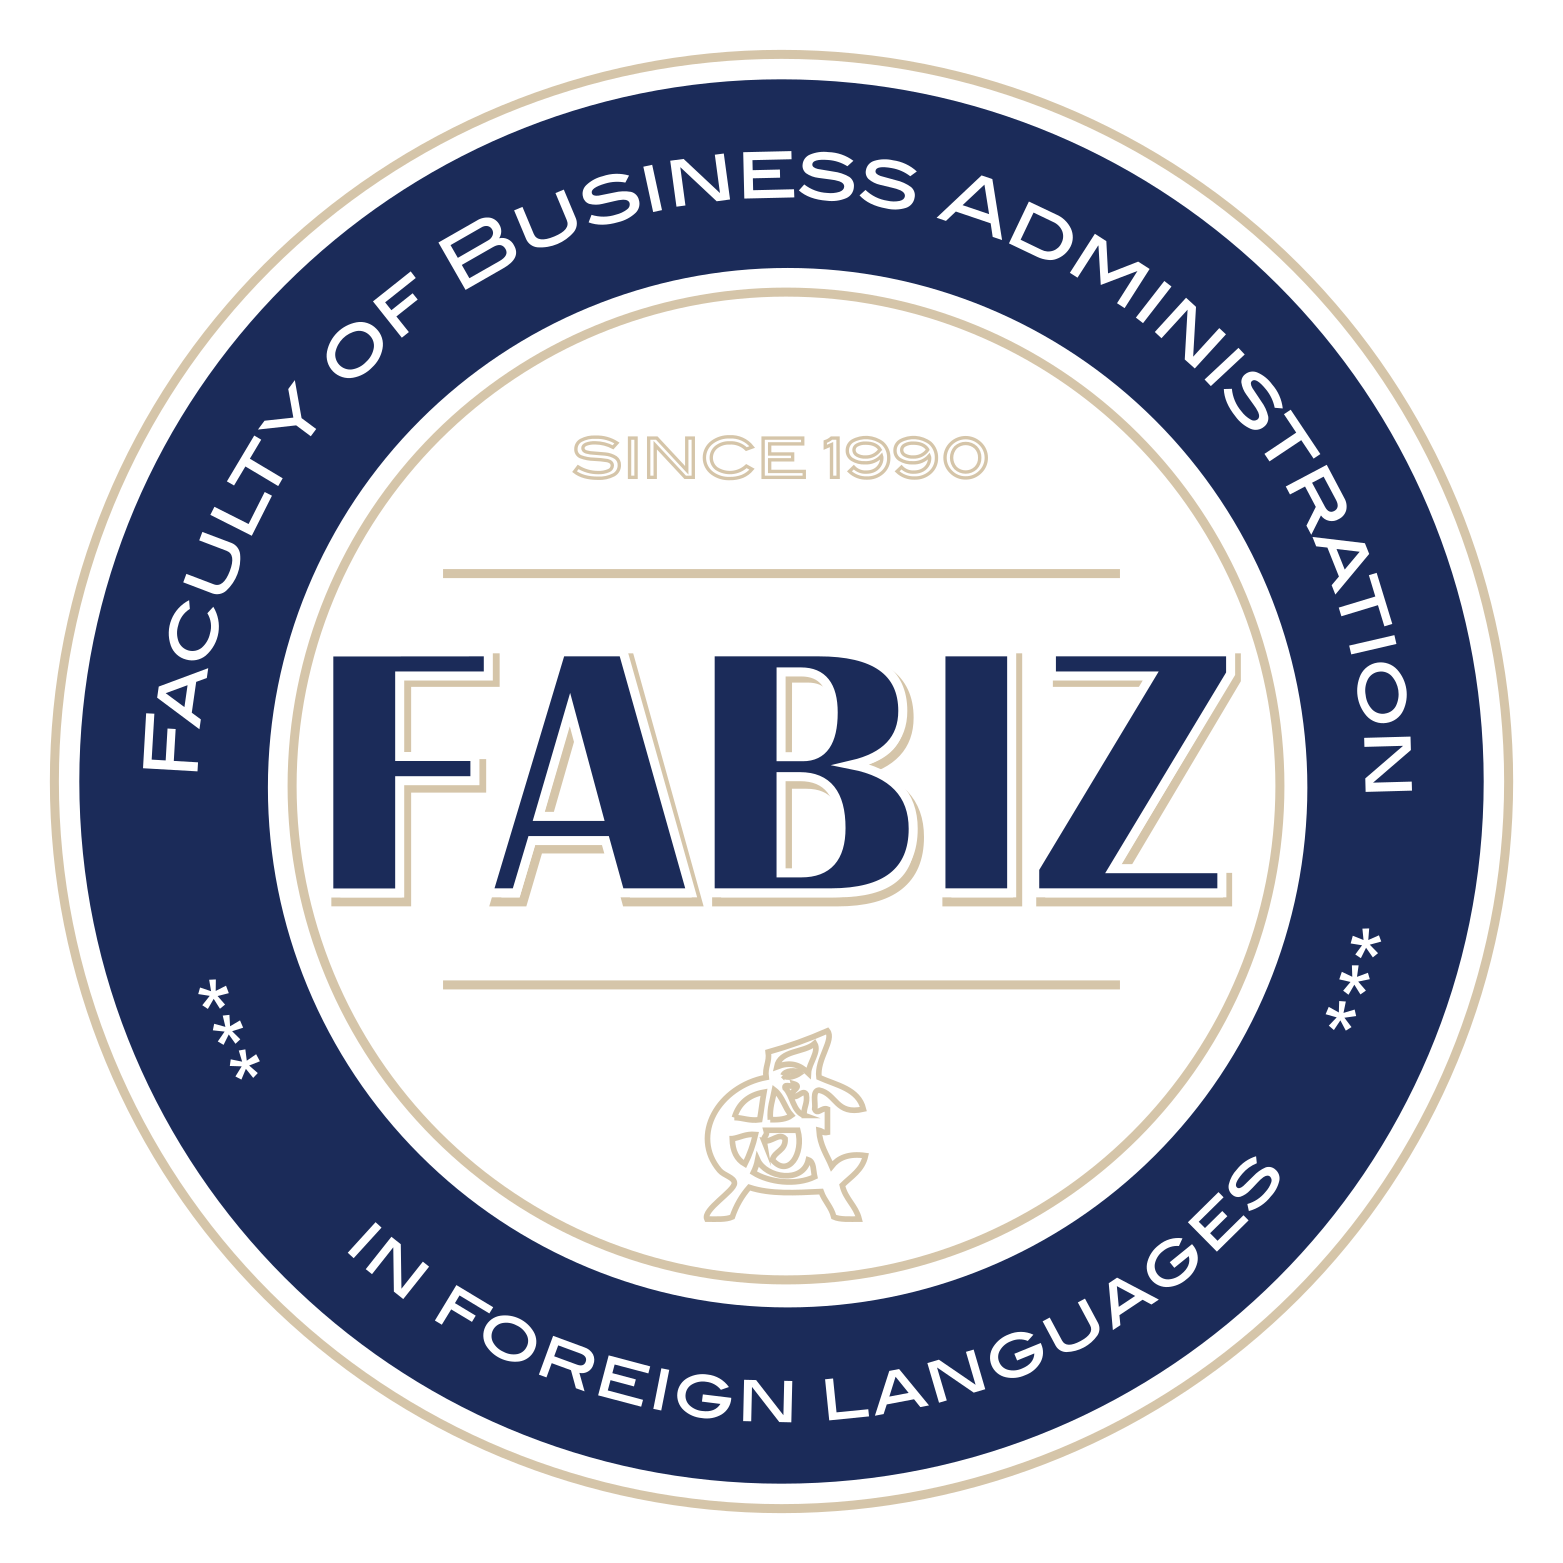 Faculty of Business Administration
SINCE 1990
FABIZ
*** ***
IN FOREIGN LANGUAGES